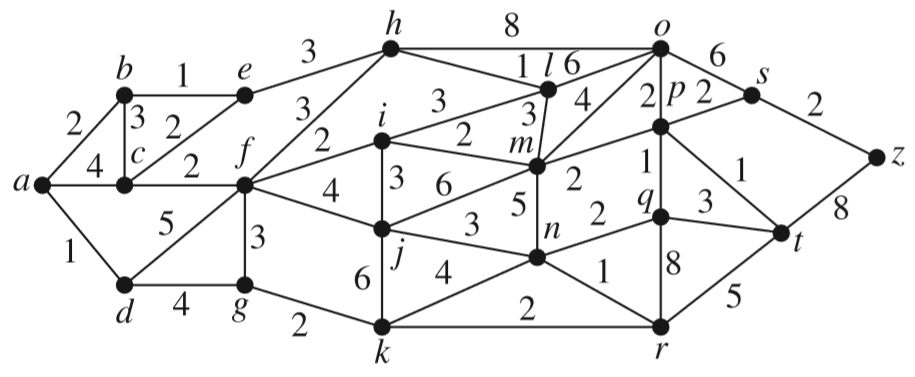 h 8 o
3 6
b 1 e 1 l 6 s
2 3 2 3 3 i 3 3 4 2 p 2 2
a 4 c 2 f 2 2 m 2 1 1 z
1 5 4 3 6 5 n 2 q 3 8
3 j 3 t
d 4 g 6 4 1 8 5
2 k 2 r